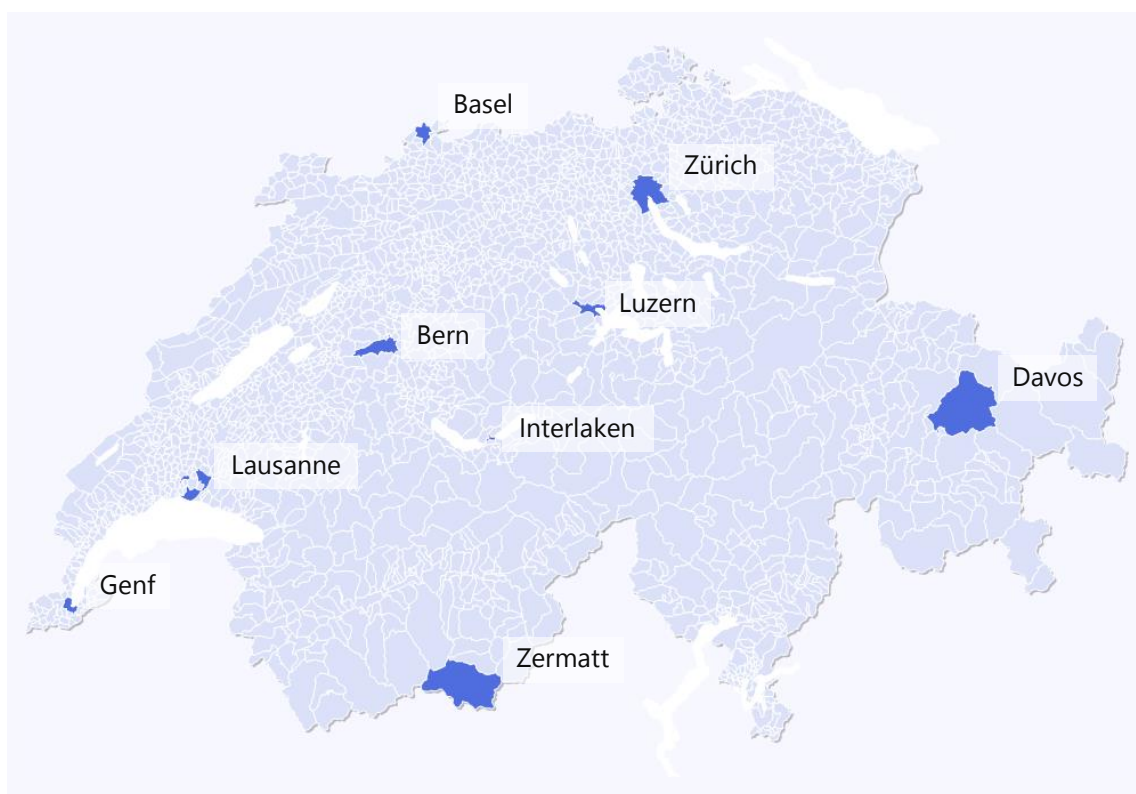 Basel
Zürich
Luzern
Bern
Davos
Interlaken
Lausanne
Genf
Zermatt